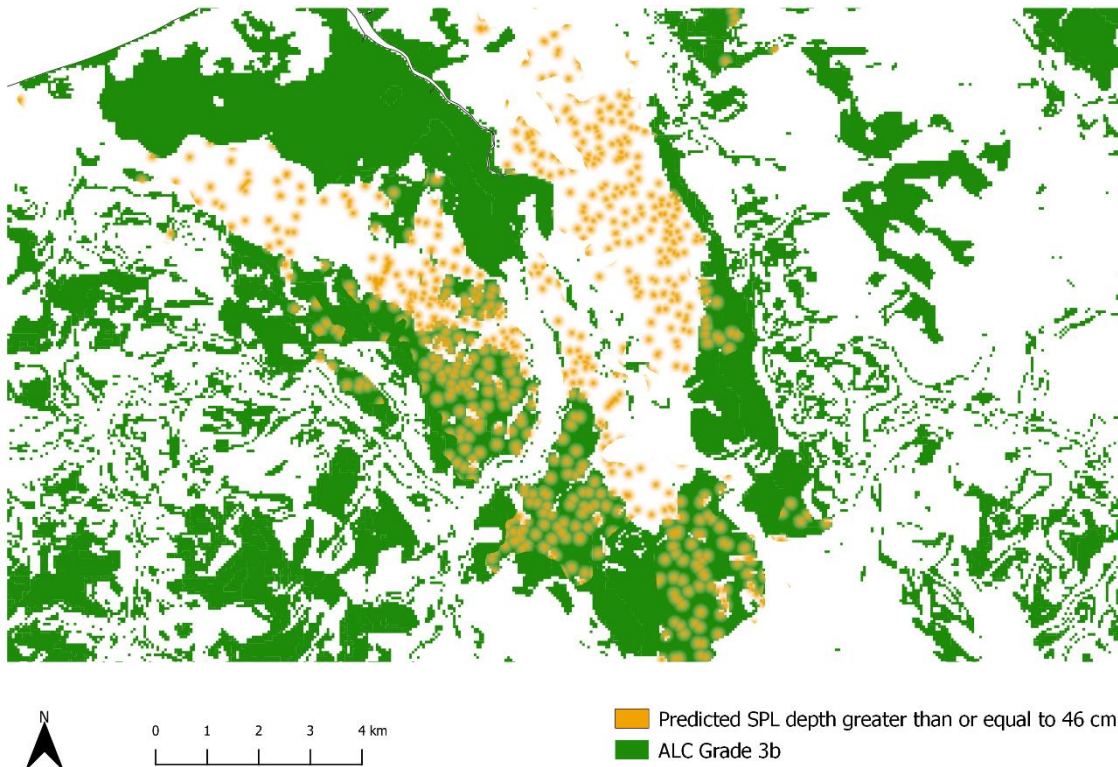 N
0 1 2 3 4 km
Predicted SPL depth greater than or equal to 46 cm
ALC Grade 3b